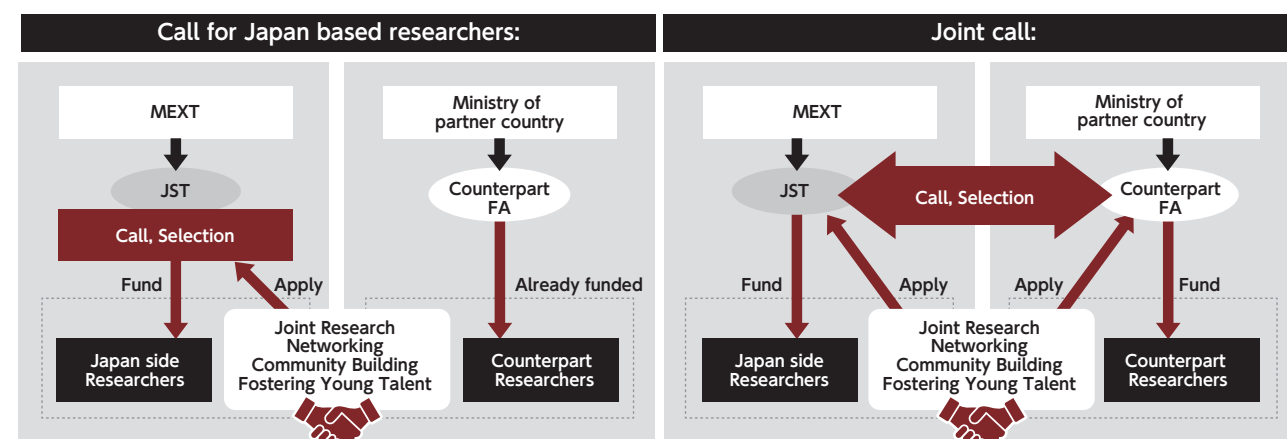 Call for Japan based researchers:
MEXT
Ministry of
partner country
JST
Counterpart
FA
Call, Selection
Fund
Apply
Already funded
Japan side
Researchers
Joint Research
Networking
Community Building
Fostering Young Talent
Counterpart
Researchers
Joint call:
MEXT
Ministry of
partner country
JST
Call, Selection
Counterpart
FA
Fund
Apply
Apply
Fund
Japan side
Researchers
Joint Research
Networking
Community Building
Fostering Young Talent
Counterpart
Researchers